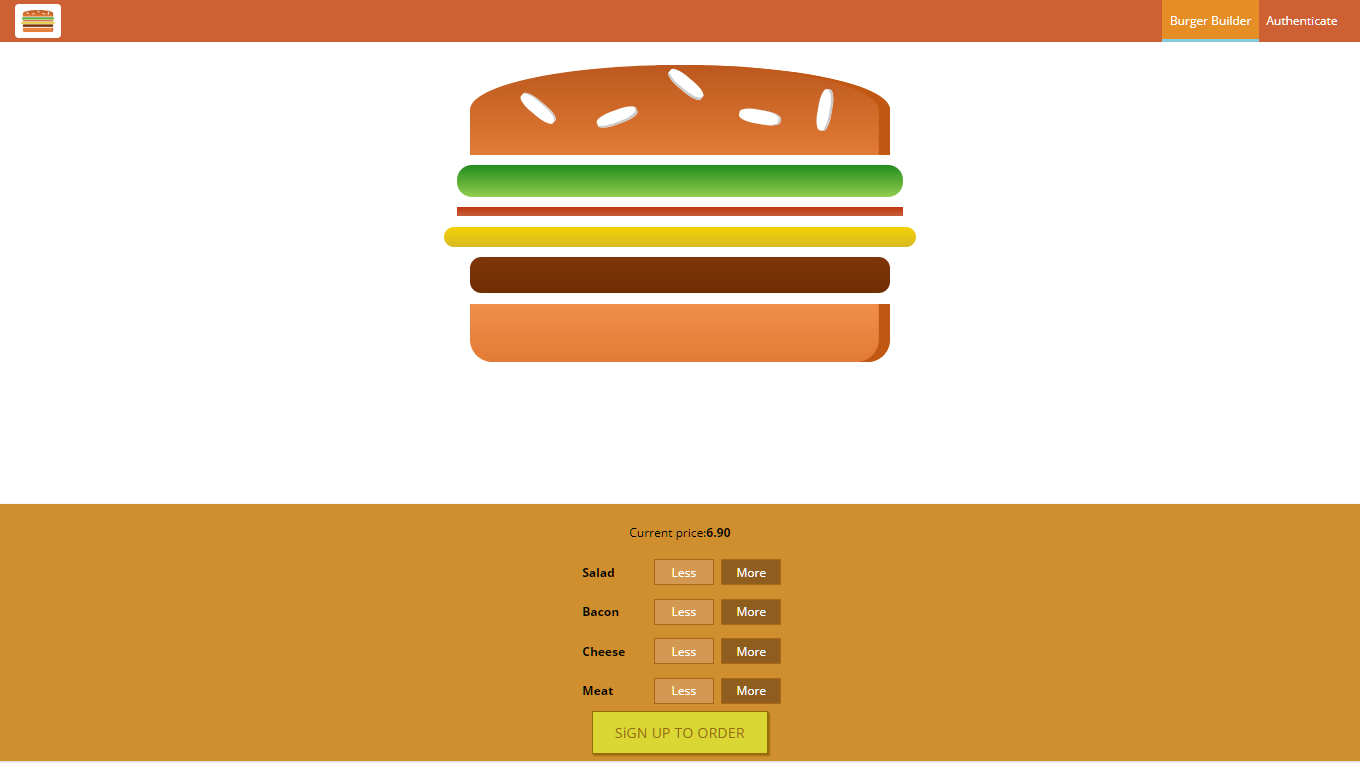 Burger Builder Authenticate
Current price:6.90
Salad Less More
Bacon Less More
Cheese Less More
Meat Less More
SiGN UP TO ORDER